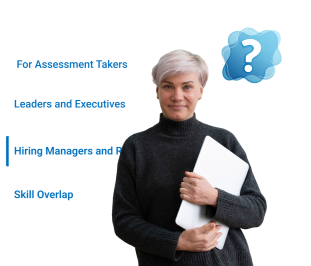 For Assessment Takers
Leaders and Executives
Hiring Managers and
Skill Overlap
?